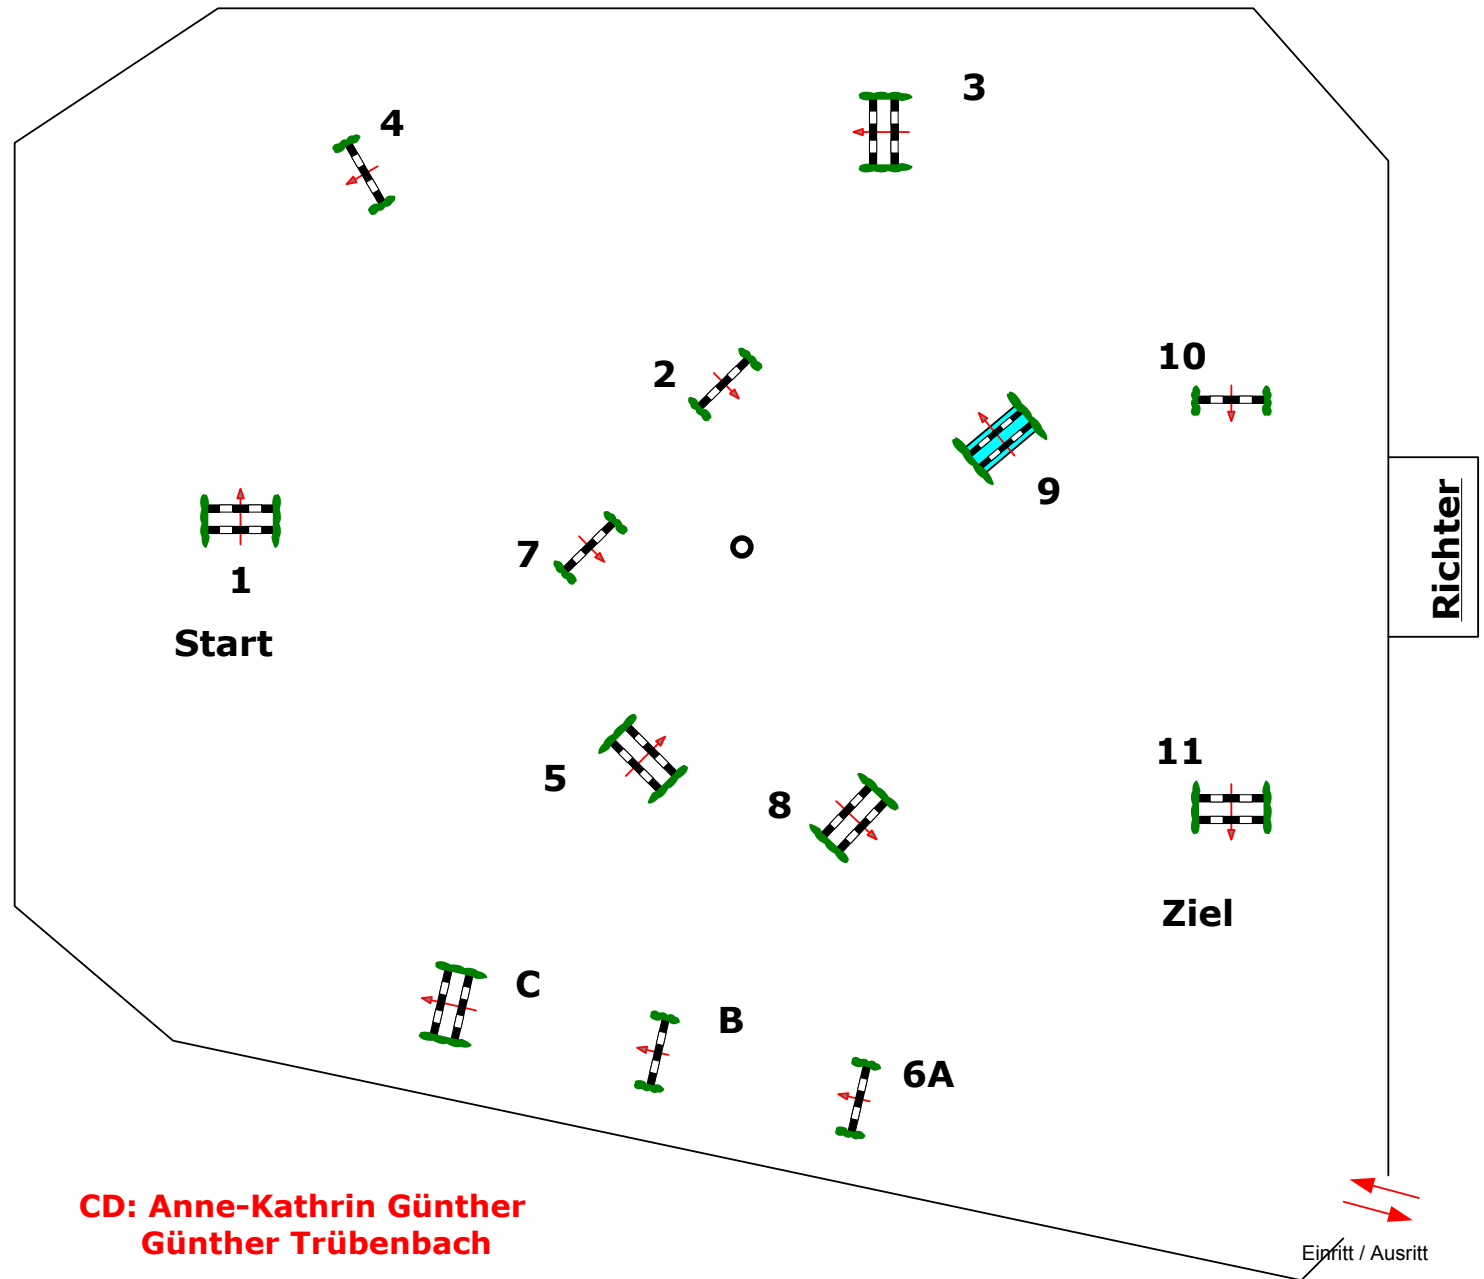 3
4
2
10
9
1
7
Richter
Start
5
8
11
Ziel
C
B
6A
CD: Anne-Kathrin Günther
Günther Trübenbach
Einritt / Ausritt